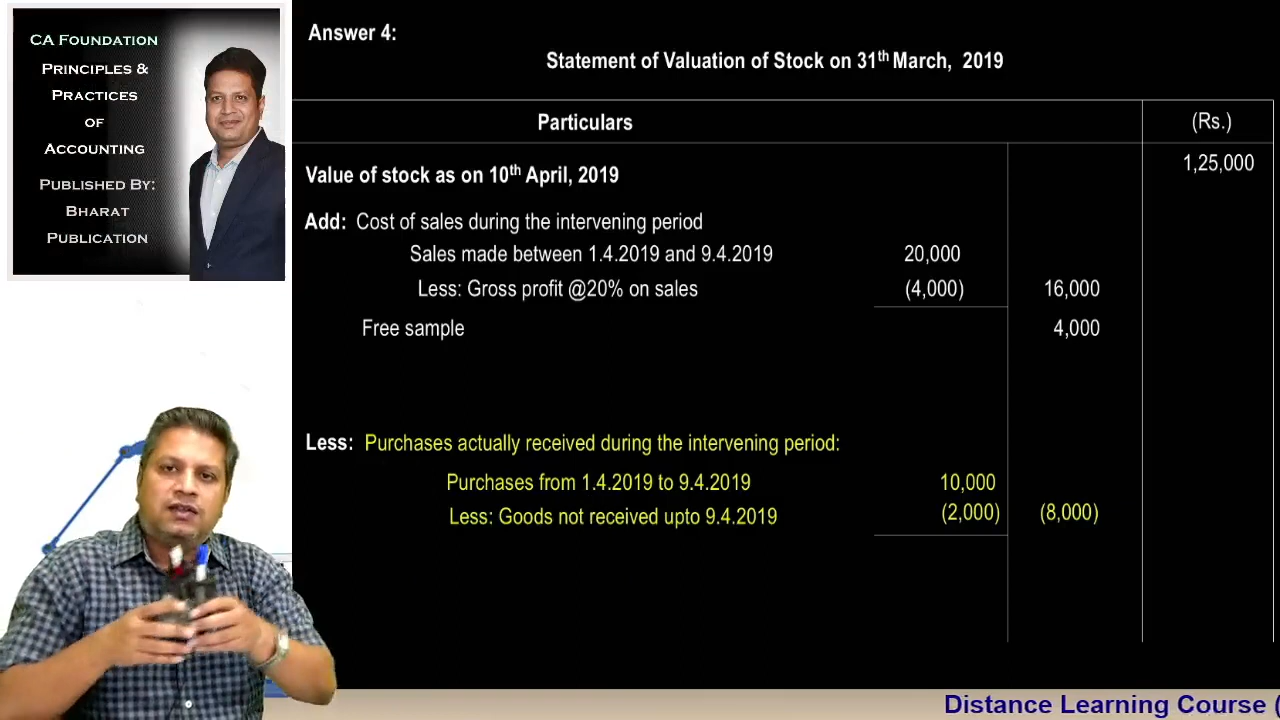 CA FOUNDATION
PRINCIPLES &
PRACTICES
OF
ACCOUNTING
PUBLISHED BY:
BHARAT
PUBLICATION
Answer 4:
Statement of Valuation of Stock on 31th March, 2019
Particulars (Rs.)
Value of stock as on 10th April, 2019 1,25,000
Add: Cost of sales during the intervening period
Sales made between 1.4.2019 and 9.4.2019 20,000
Less: Gross profit @20% on sales (4,000) 16,000
Free sample 4,000
Less: Purchases actually received during the intervening period:
Purchases from 1.4.2019 to 9.4.2019 10,000
Less: Goods not received upto 9.4.2019 (2,000) (8,000)
Distance Learning Course (